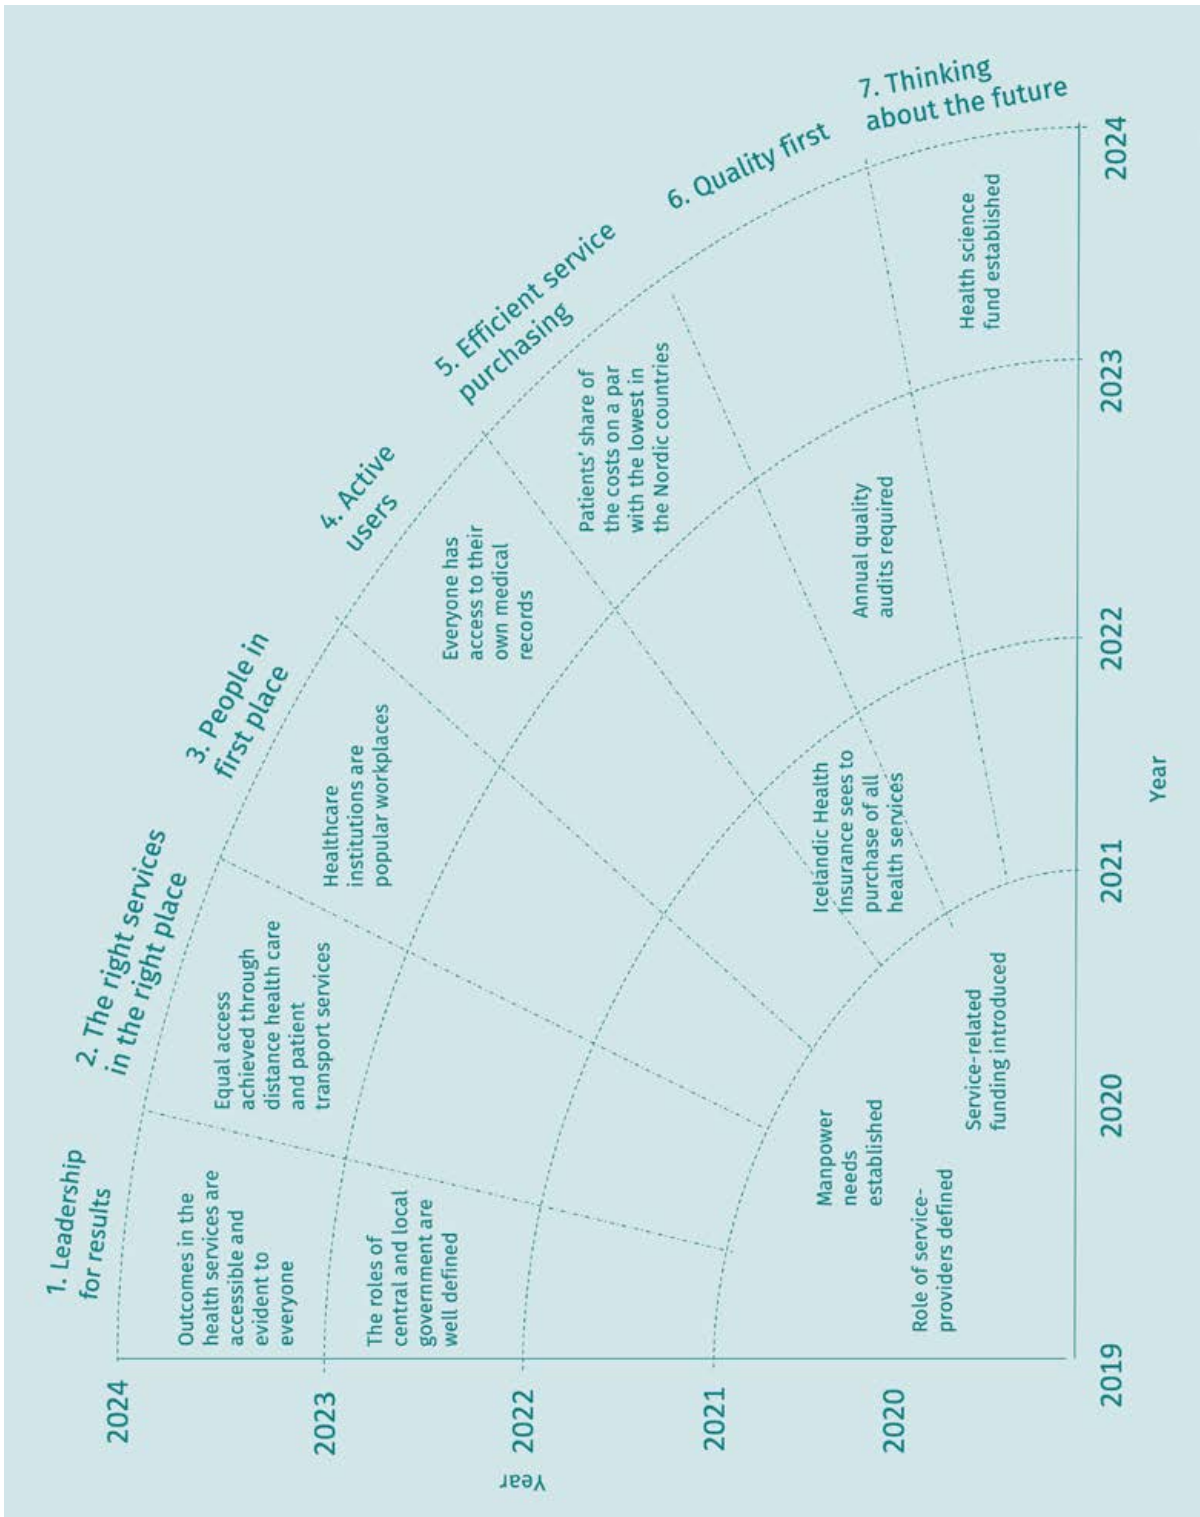 1. Leadership
for results
2. The right services
in the right place
3. People in
first place
4. Active
users
5. Efficient service
purchasing
6. Quality first
7. Thinking
about the future
Outcomes in the
health services are
accessible and
evident to
everyone
Equal access
achieved through
distance health care
and patient
transport services
Healthcare
institutions are
popular workplaces
Everyone has
access to their
own medical
records
Patients' share of
the costs on a par
with the lowest in
the Nordic countries
Health science
fund established
The roles of
central and local
government are
well defined
Annual quality
audits required
Icelandic Health
Insurance sees to
purchase of all
health services
Manpower
needs
established
Role of service-
providers defined
Service-related
funding introduced
2024
2023
2022
2021
2020
Year
2019
2020
2021
2022
2023
2024
Year